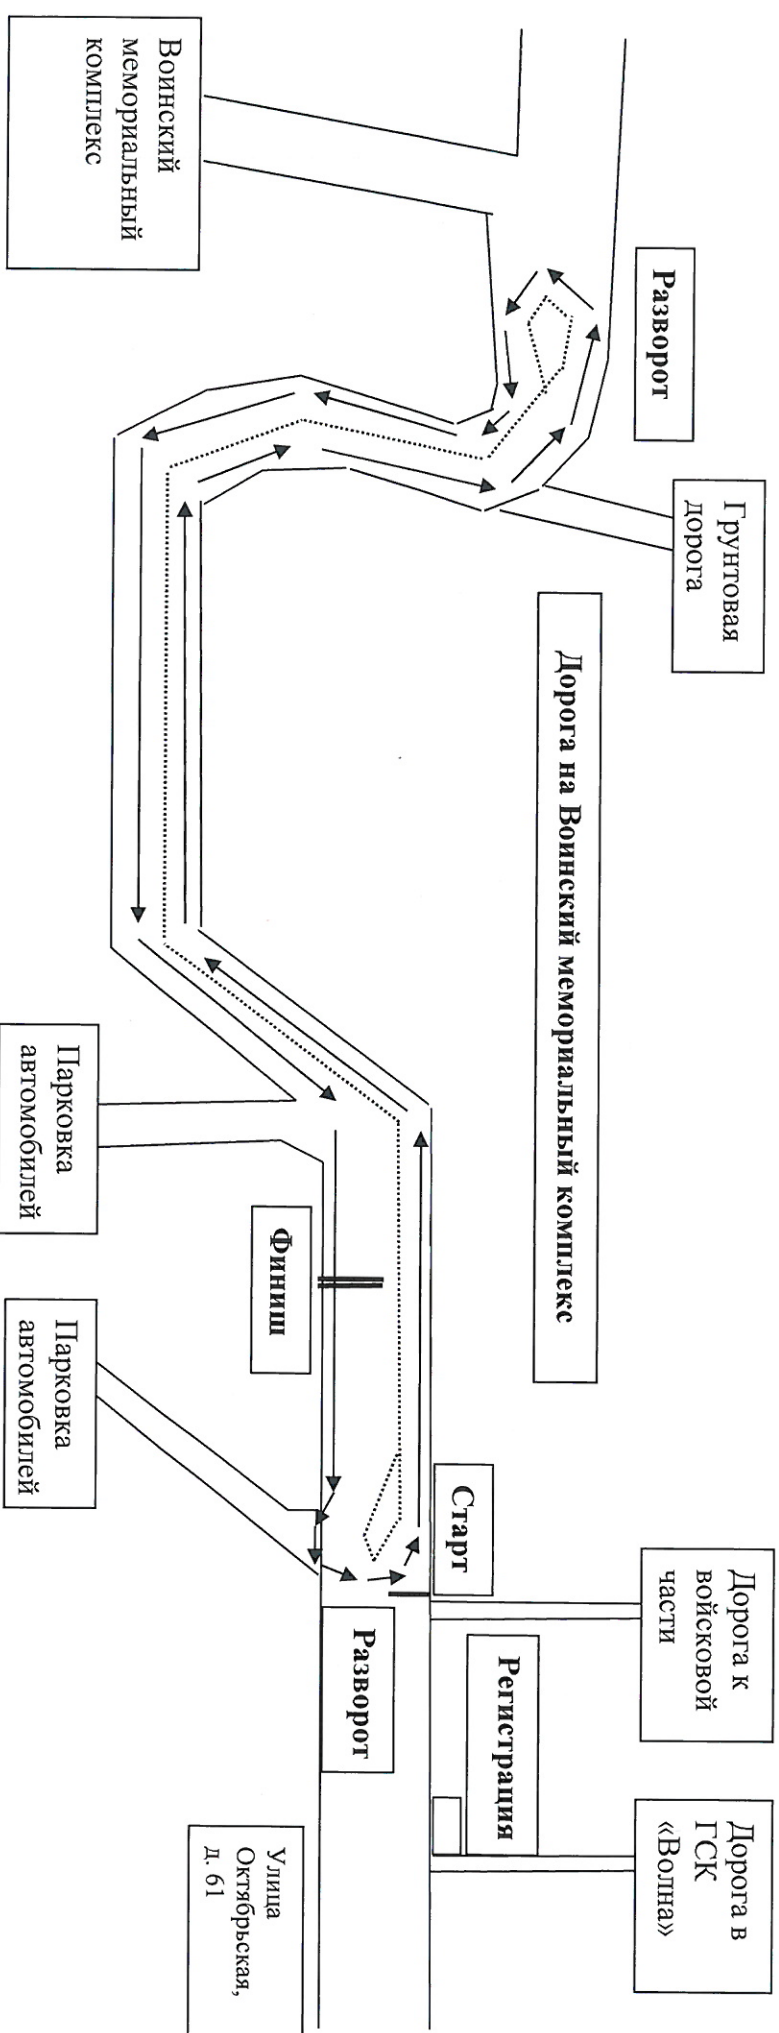 Воинский
мемориальный
комплекс
Разворот
Грунтовая
дорога
Дорога на Воинский мемориальный комплекс
Парковка
автомобилей
Финиш
Парковка
автомобилей
Старт
Разворот
Дорога к
войсковой
части
Регистрация
Дорога в
ГСК
«Волна»
Улица
Октябрьская,
д. 61